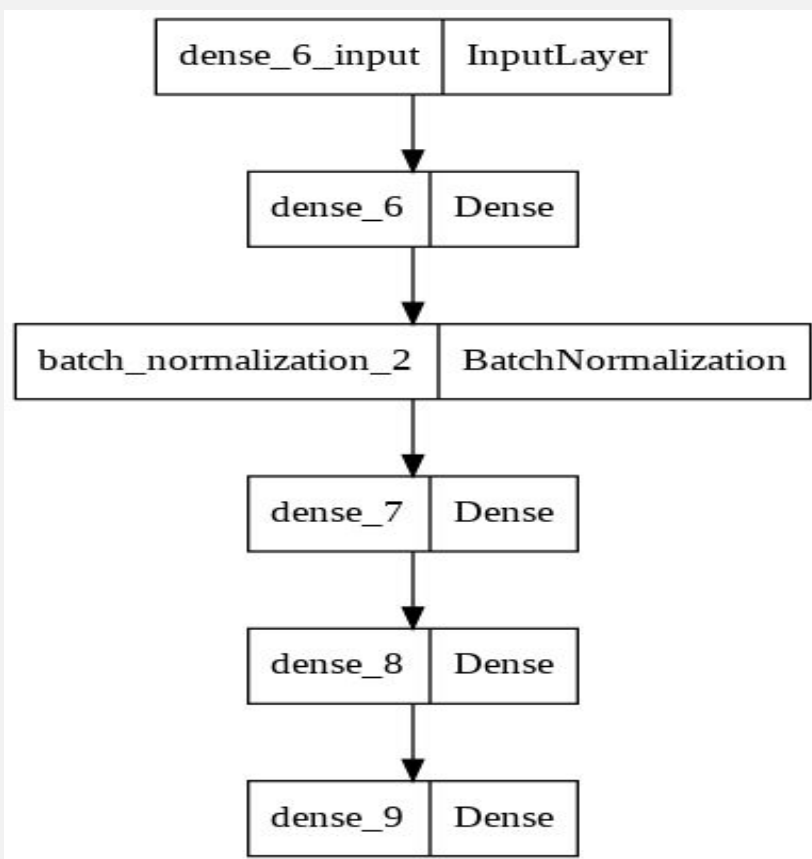 dense_6_input InputLayer
dense_6 Dense
batch_normalization_2 BatchNormalization
dense_7 Dense
dense_8 Dense
dense_9 Dense